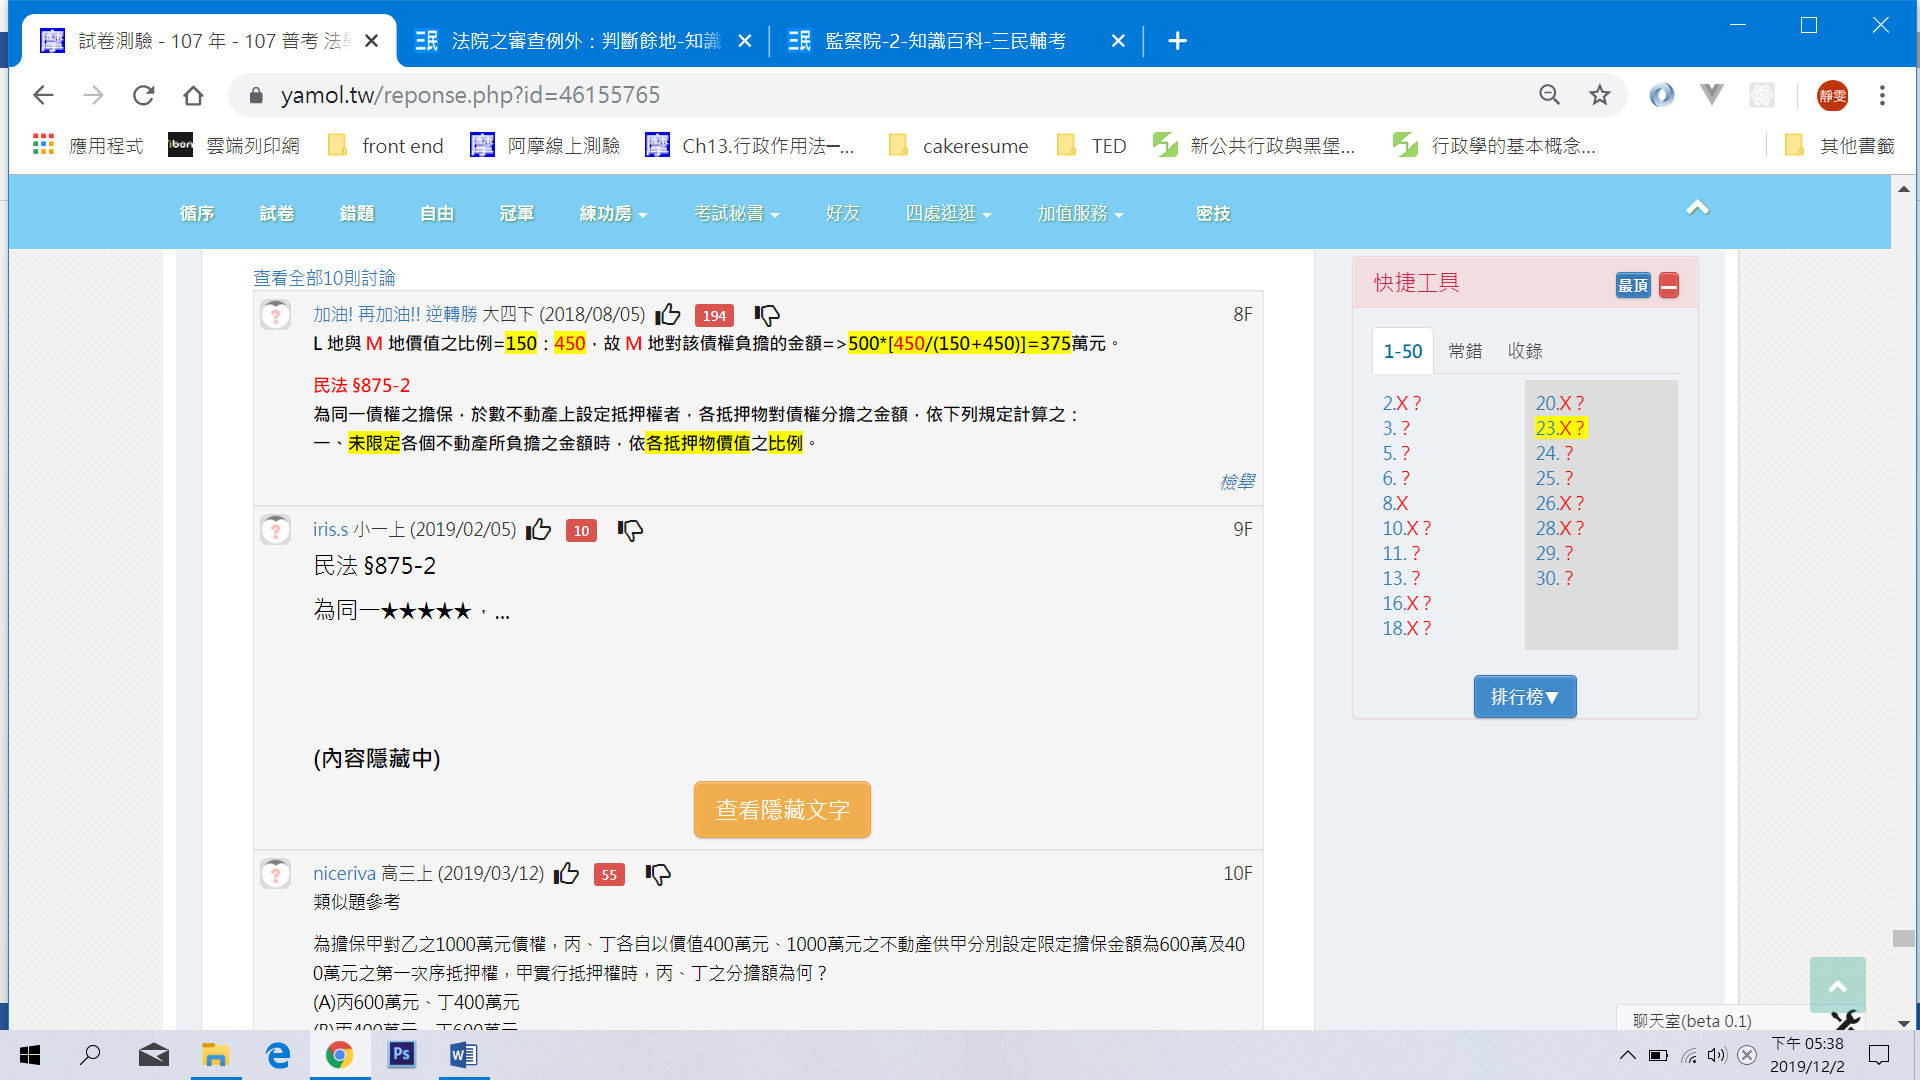 試卷測驗 - 107 年 - 107 普考 法
法院之審查例外：判斷餘地-知識
監察院-2-知識百科-三民輔考
yamol.tw/reponse.php?id=46155765
靜雯
應用程式
ibon
雲端列印網
front end
摩
阿摩線上測驗
摩
Ch13.行政作用法─...
cakeresume
TED
新公共行政與黑堡...
行政學的基本概念...
其他書籤
循序
試卷
錯題
自由
冠軍
練功房
考試秘書
好友
四處逛逛
加值服務
密技
查看全部10則討論
加油! 再加油!! 逆轉勝 大四下 (2018/08/05)
194
8F
L 地與 M 地價值之比例=150：450，故 M 地對該債權負擔的金額=>500*[450/(150+450)]=375萬元。
民法 §875-2
為同一債權之擔保，於數不動產上設定抵押權者，各抵押物對債權分擔之金額，依下列規定計算之：
一、未限定各個不動產所負擔之金額時，依各抵押物價值之比例。
檢舉
iris.s 小一上 (2019/02/05)
10
9F
民法 §875-2
為同一★★★★★，...
(內容隱藏中)
查看隱藏文字
niceriva 高三上 (2019/03/12)
55
10F
類似題參考
為擔保甲對乙之1000萬元債權，丙、丁各自以價值400萬元、1000萬元之不動產供甲分別設定限定擔保金額為600萬及40
0萬元之第一次序抵押權，甲實行抵押權時，丙、丁之分擔額為何？
(A)丙600萬元、丁400萬元
(B)丙400萬元、丁600萬元
快捷工具
最頂
1-50
常錯
收錄
2.X ?
3. ?
5. ?
6. ?
8.X
10.X ?
11. ?
13. ?
16.X ?
18.X ?
20.X ?
23.X ?
24. ?
25. ?
26.X ?
28.X ?
29. ?
30. ?
排行榜▼
聊天室(beta 0.1)
Ps
下午 05:38
2019/12/2